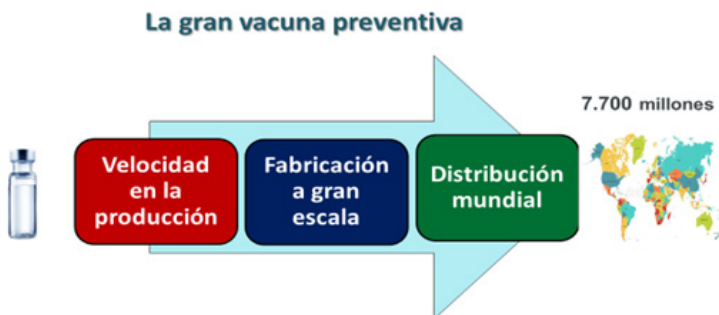 La gran vacuna preventiva
7.700 millones
Velocidad
en la
producción
Fabricación
a gran
escala
Distribución
mundial